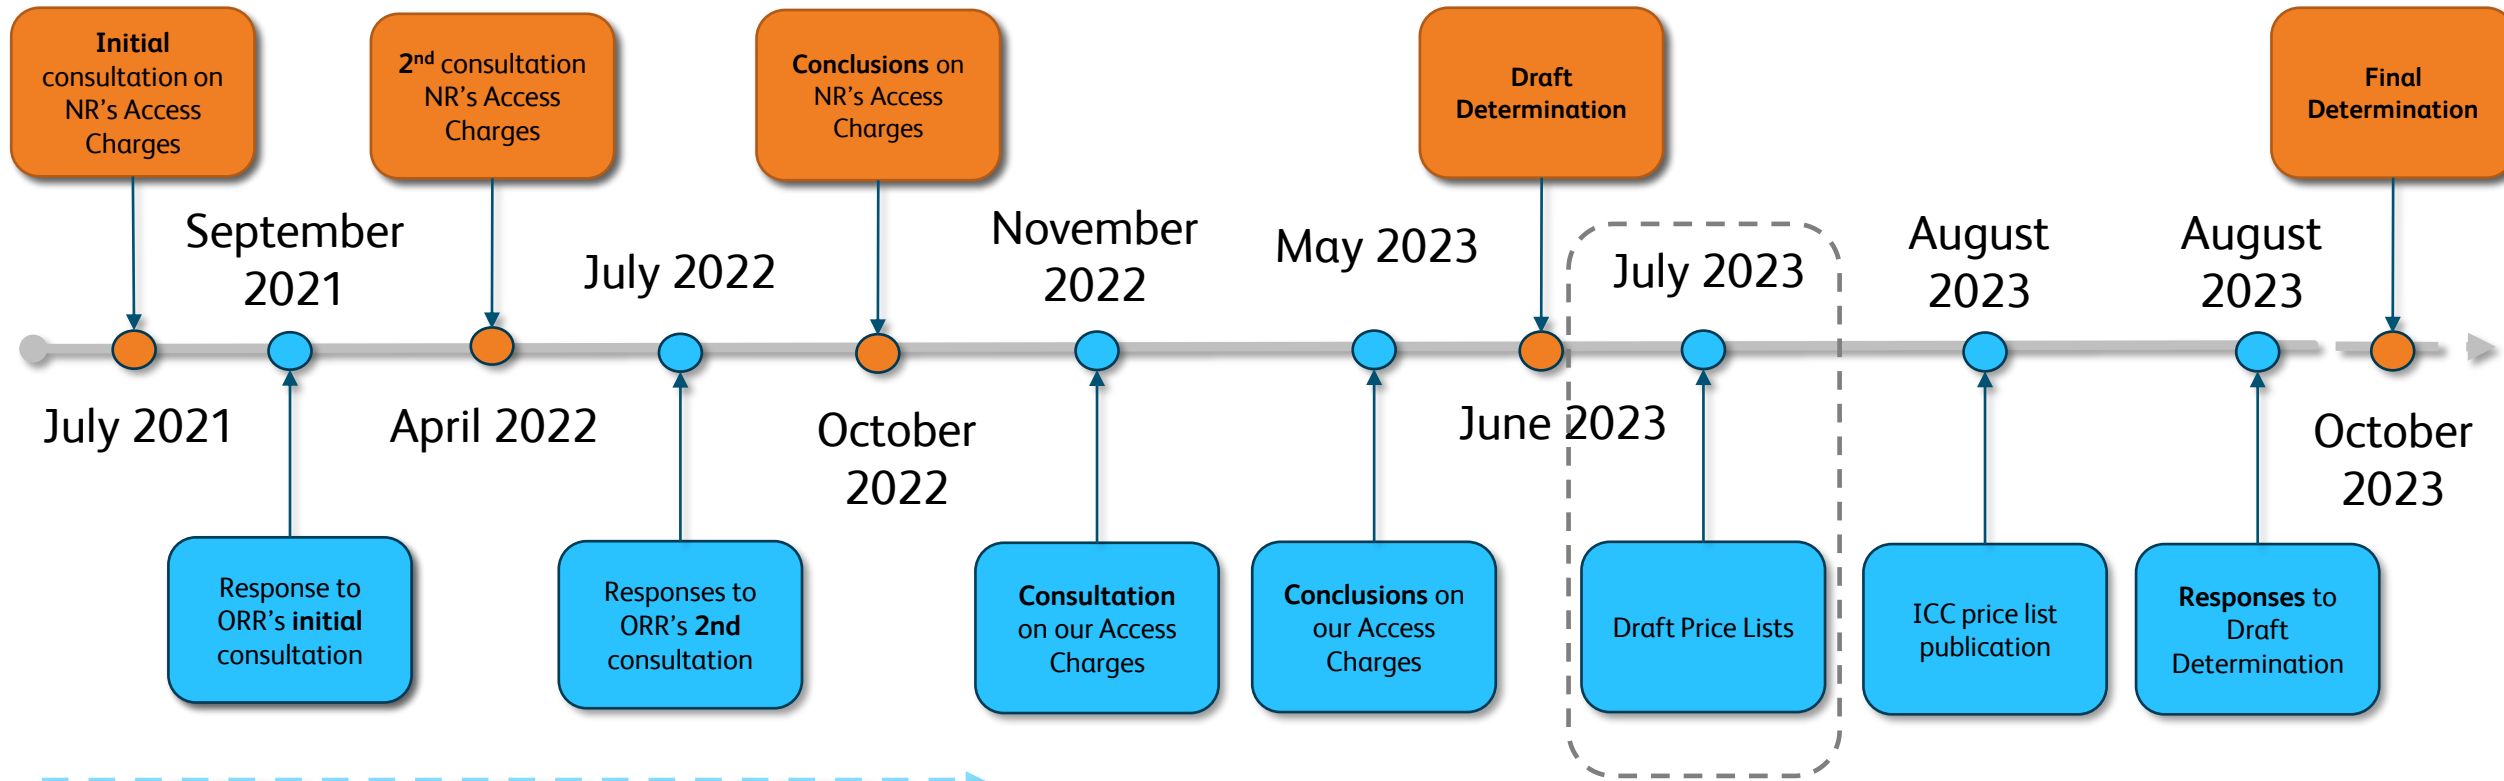 Initial
consultation on
NR's Access
Charges
2nd consultation
NR's Access
Charges
Conclusions on
NR's Access
Charges
Draft
Determination
Final
Determination
September
2021
July 2022
November
2022
May 2023
July 2023
August
2023
August
2023
July 2021
April 2022
October
2022
June 2023
October
2023
Response to
ORR's initial
consultation
Responses to
ORR's 2nd
consultation
Consultation
on our Access
Charges
Conclusions on
our Access
Charges
Draft Price Lists
ICC price list
publication
Responses to
Draft
Determination